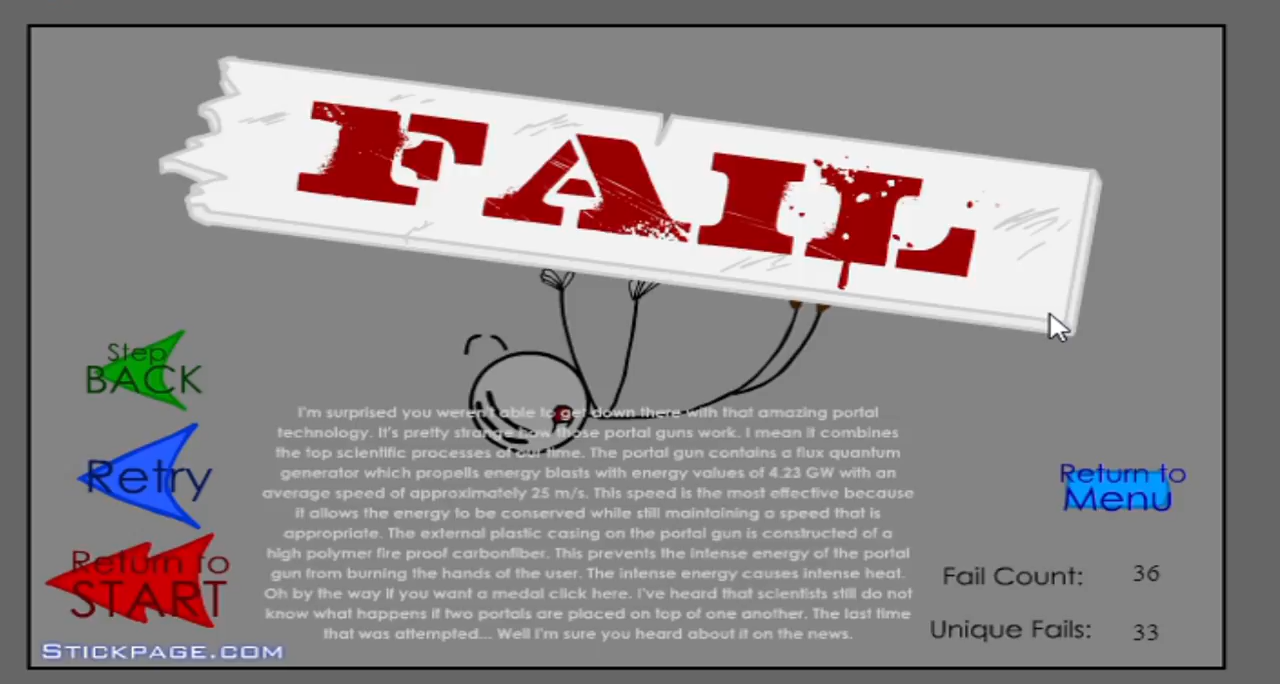 FAIL
Step
BACK
Retry
Return to
START
I'm surprised you weren't able to get down there with that amazing portal
technology. It's pretty strange how those portal guns work. I mean it combines
the top scientific processes of our time. The portal gun contains a flux quantum
generator which propells energy blasts with energy values of 4.23 GW with an
average speed of approximately 25 m/s. This speed is the most effective because
it allows the energy to be conserved while still maintaining a speed that is
appropriate. The external plastic casing on the portal gun is constructed of a
high polymer fire proof carbonfiber. This prevents the intense energy of the portal
gun from burning the hands of the user. The intense energy causes intense heat.
Oh by the way if you want a medal click here. I've heard that scientists still do not
know what happens if two portals are placed on top of one another. The last time
that was attempted... Well I'm sure you heard about it on the news.
Return to
Menu
Fail Count: 36
Unique Fails: 33
STICKPAGE.COM